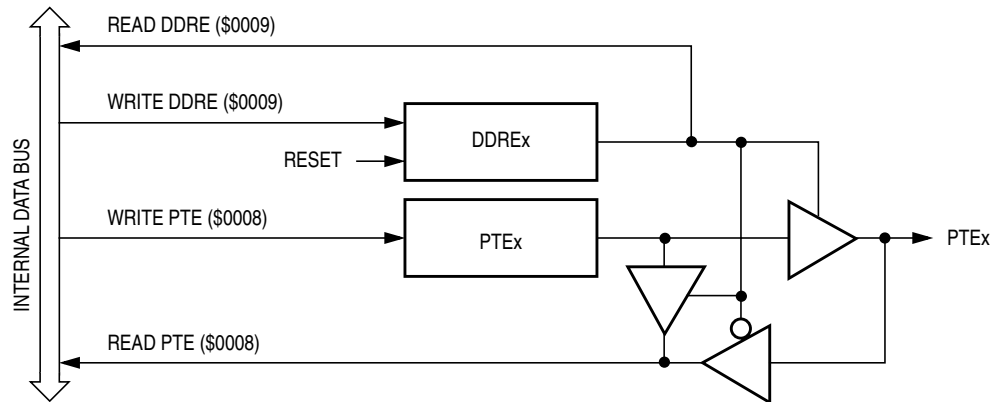 READ DDRE ($0009)
WRITE DDRE ($0009)
DDREx
RESET
WRITE PTE ($0008)
PTEx
PTEx
READ PTE ($0008)
INTERNAL DATA BUS